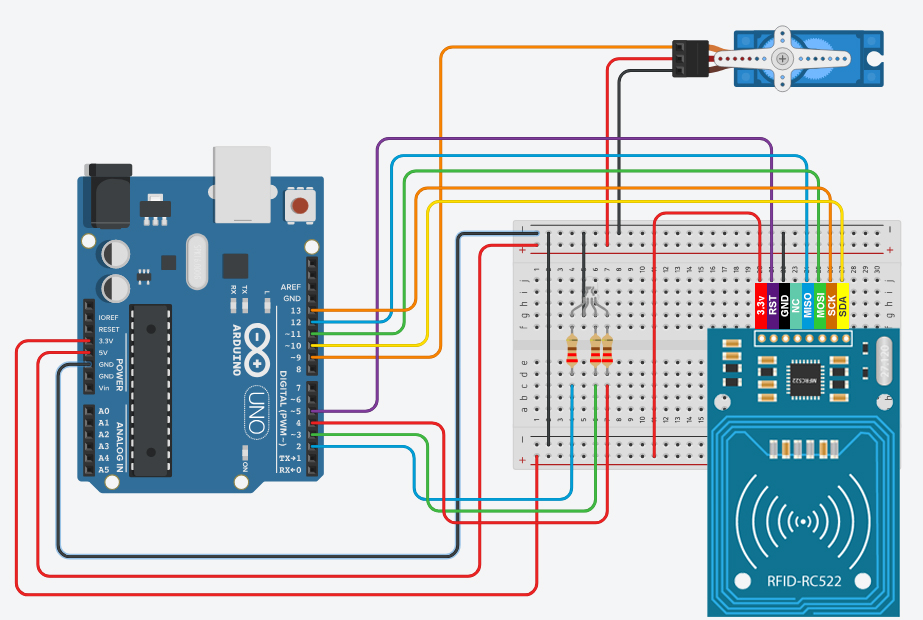 IOREF
RESET
3.3V
5V
GND
GND
Vin
POWER
A0
A1
A2
A3
A4
A5
ANALOG IN
RX
TX
L
ARDUINO
UNO
ON
AREF
GND
13
12
~11
~10
~9
8
7
~6
~5
4
~3
2
TX→1
RX←0
DIGITAL (PWM~)
3.3v
RST
GND
NC
MISO
MOSI
SCK
SDA
MFRC522
RFID-RC522